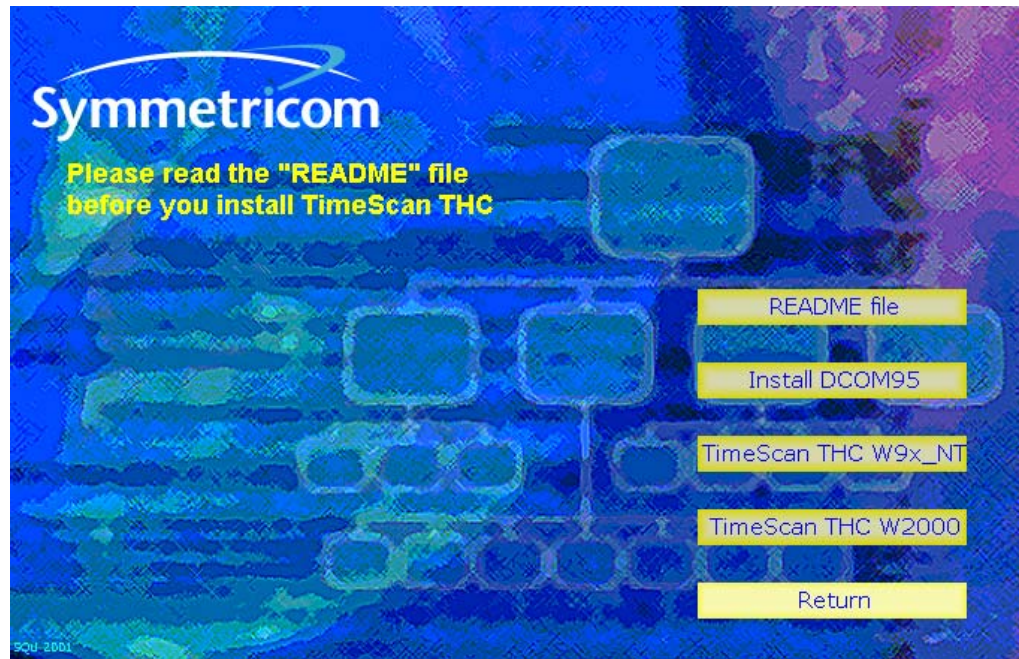 Symmetricom
Please read the "README" file
before you install TimeScan THC
README file
Install DCOM95
TimeScan THC W9x_NT
TimeScan THC W2000
Return
SQU 2001